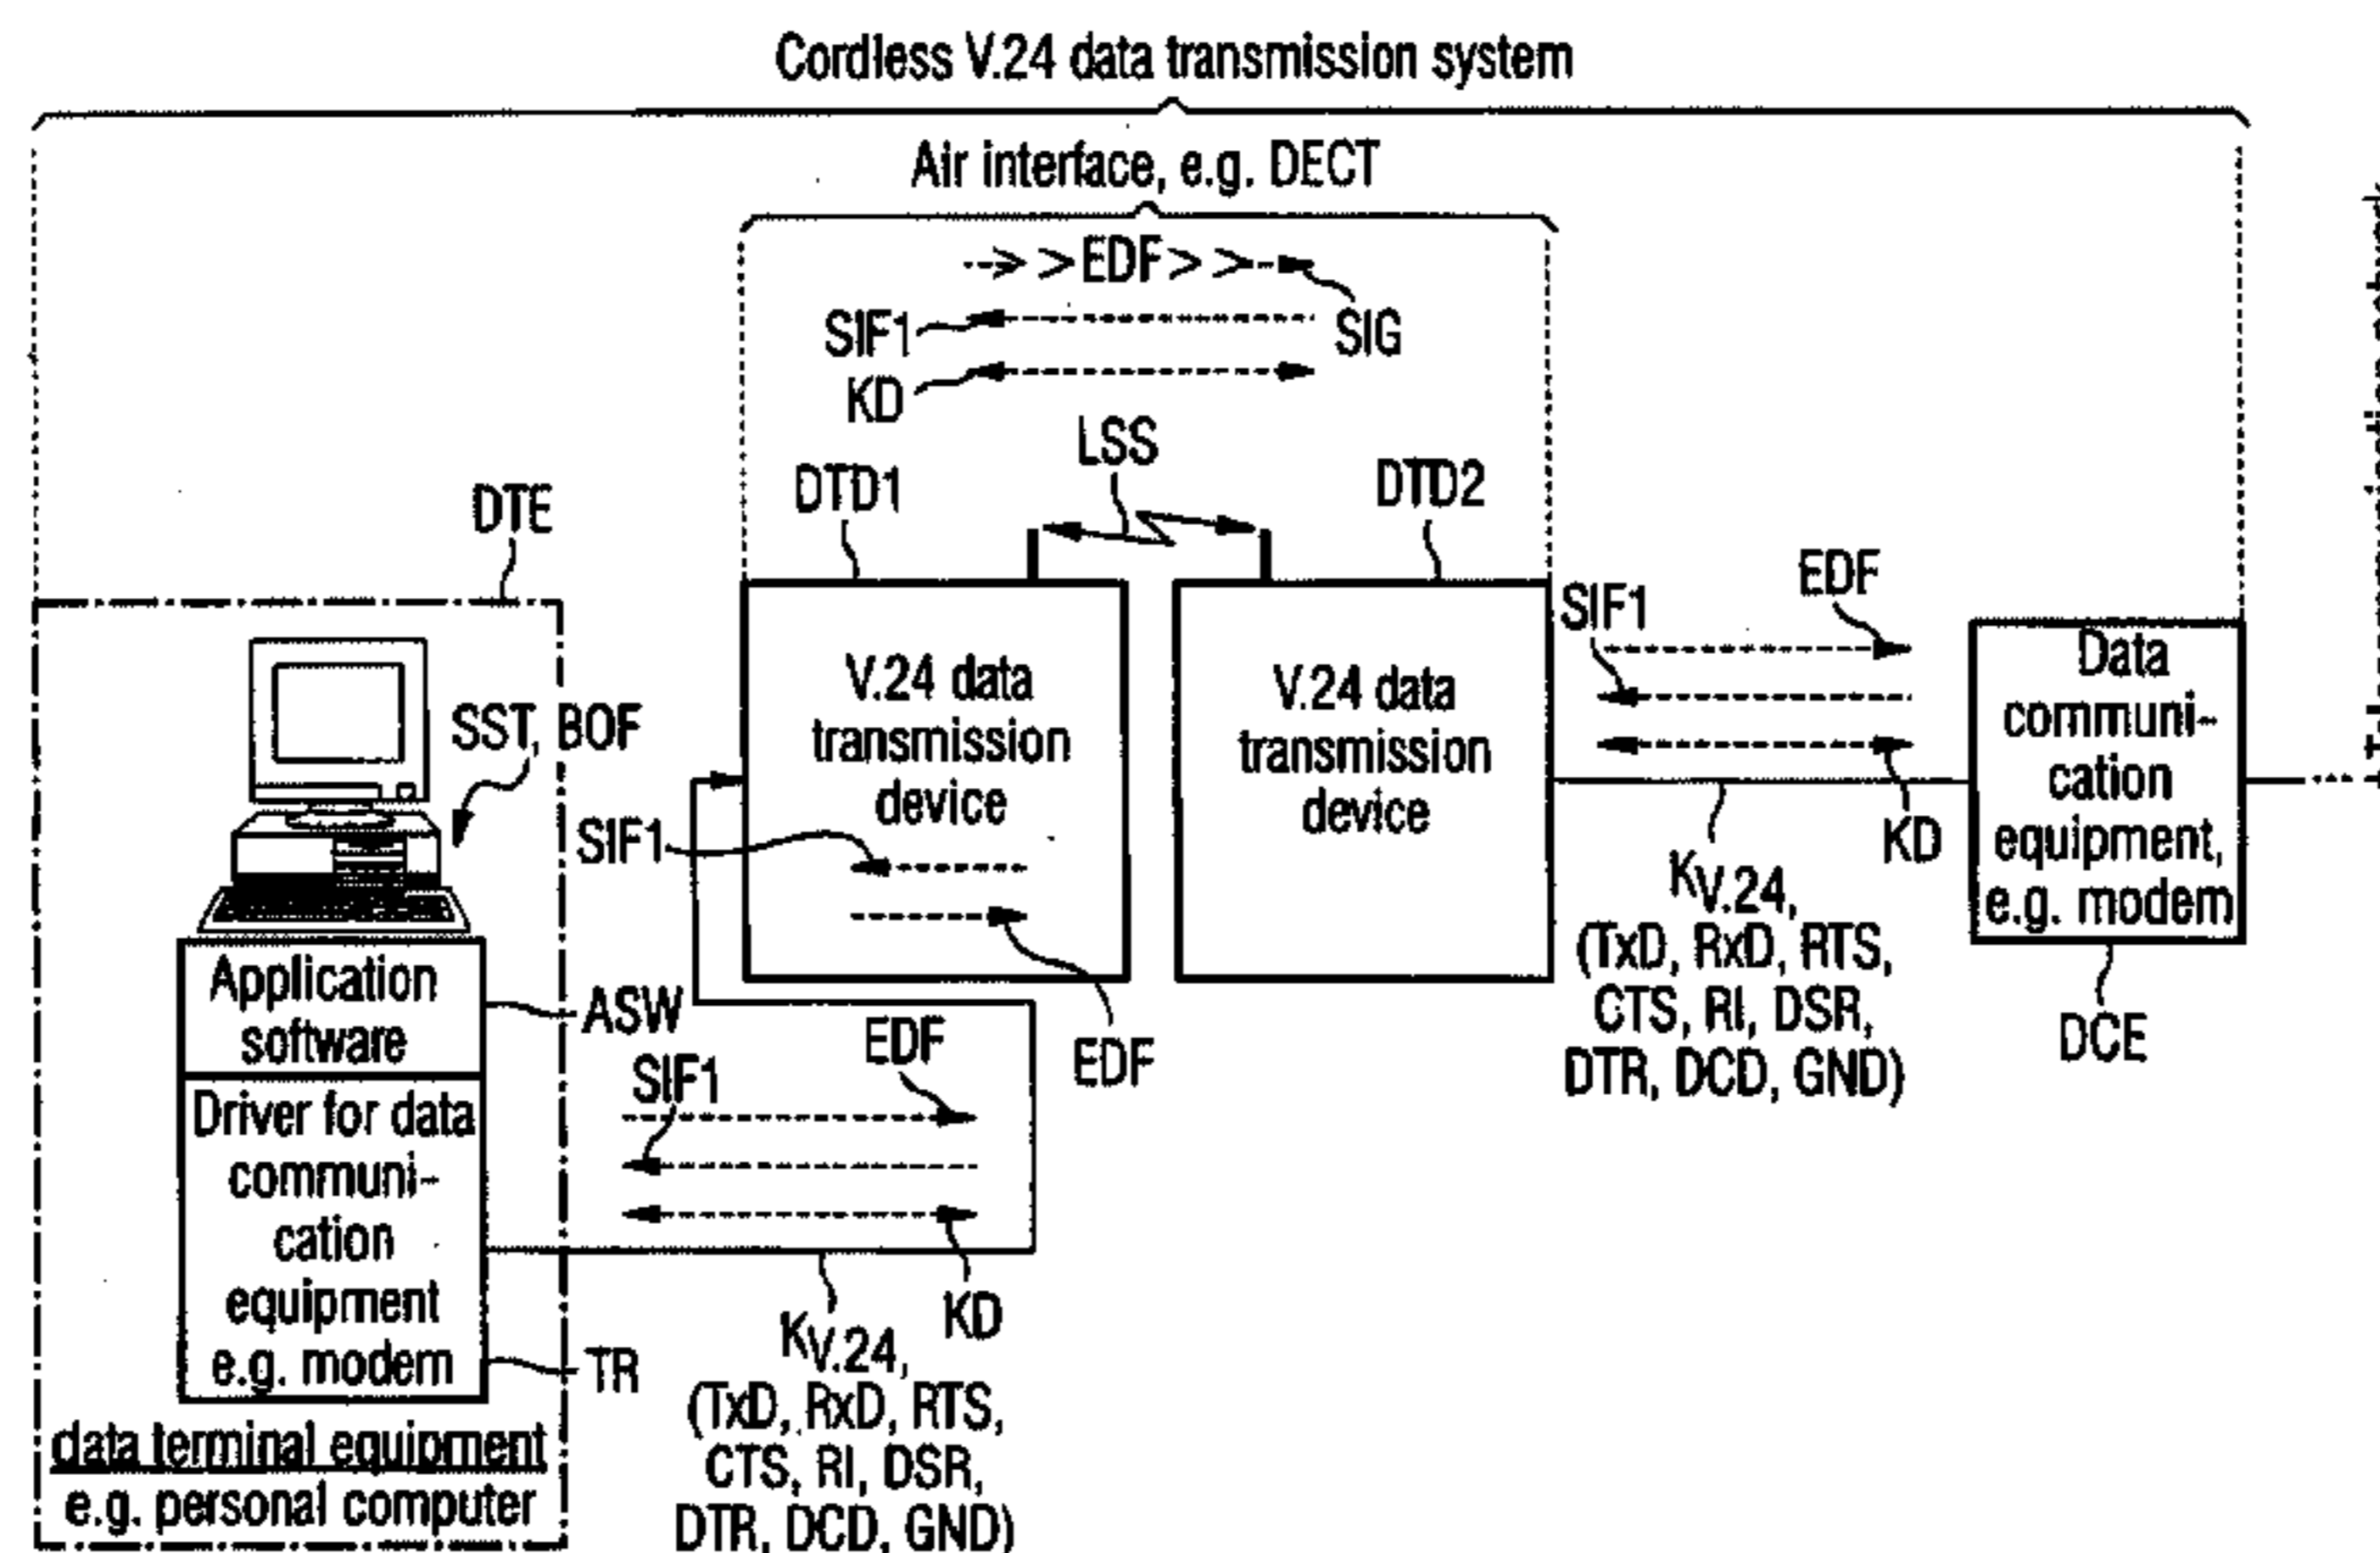 Cordless V.24 data transmission system
Air interface, e.g. DECT
> >EDF> >
SIF1
SIG
KD
LSS
DTD1
DTD2
DTE
SIF1
EDF
V.24 data
transmission
device
V.24 data
transmission
device
Data
communi-
cation
equipment,
e.g. modem
SST, BOF
SIF1
KD
KV.24,
(TxD, RxD, RTS,
CTS, RI, DSR,
DTR, DCD, GND)
DCE
Application
software
ASW
EDF
EDF
SIF1
Driver for data
communi-
cation
equipment
e.g. modem
TR
KD
KV.24,
(TxD, RxD, RTS,
CTS, RI, DSR,
DTR, DCD, GND)
data terminal equipment
e.g. personal computer